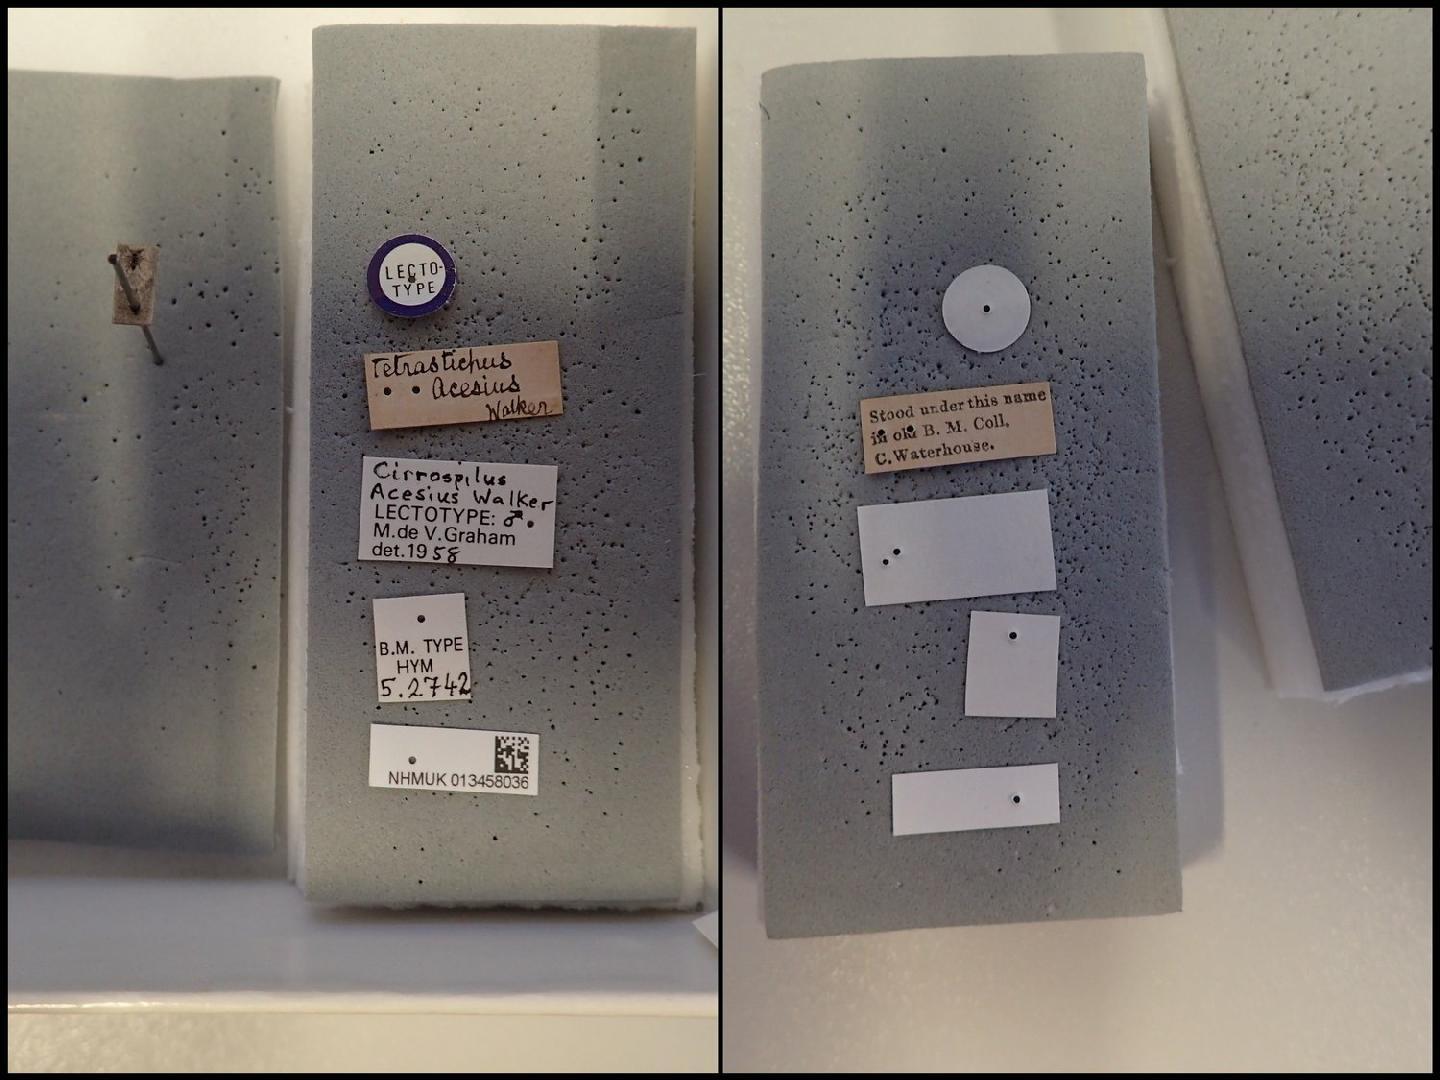 LECTO-
TYPE
Tetrastichus
Acesius
Walker
Cirrospilus
Acesius Walker
LECTOTYPE: ♂.
M. de V. Graham
det. 1958
B.M. TYPE
HYM
5.2742
NHMUK 013458036
Stood under this name
in old B. M. Coll,
C. Waterhouse.